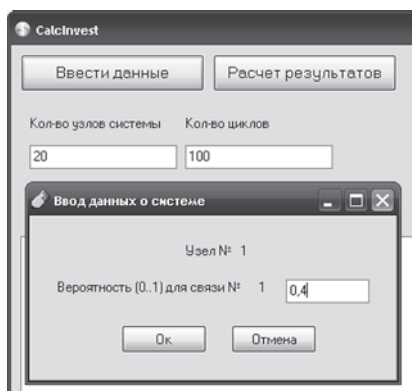 CalcInvest
Ввести данные Расчет результатов
Кол-во узлов системы Кол-во циклов
20 100
Ввод данных о системе
Узел № 1
Вероятность (0..1) для связи № 1 0,4
Ок Отмена